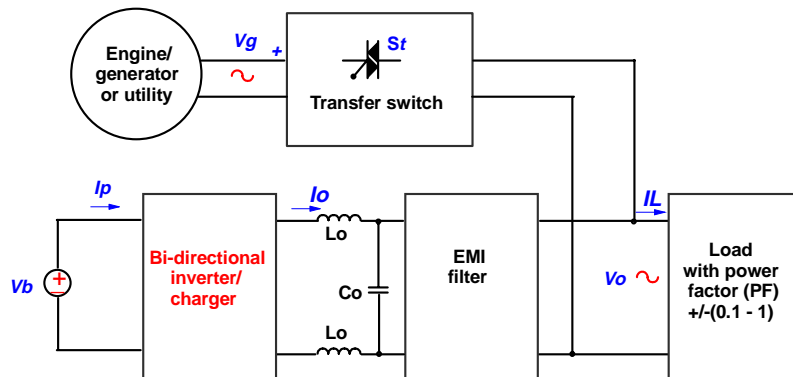 Engine/
generator
or utility
Vg
+
St
Transfer switch
Ip
Vb
+
Bi-directional
inverter/
charger
Io
Lo
Co
Lo
EMI
filter
IL
Vo
Load
with power
factor (PF)
+/-(0.1 - 1)